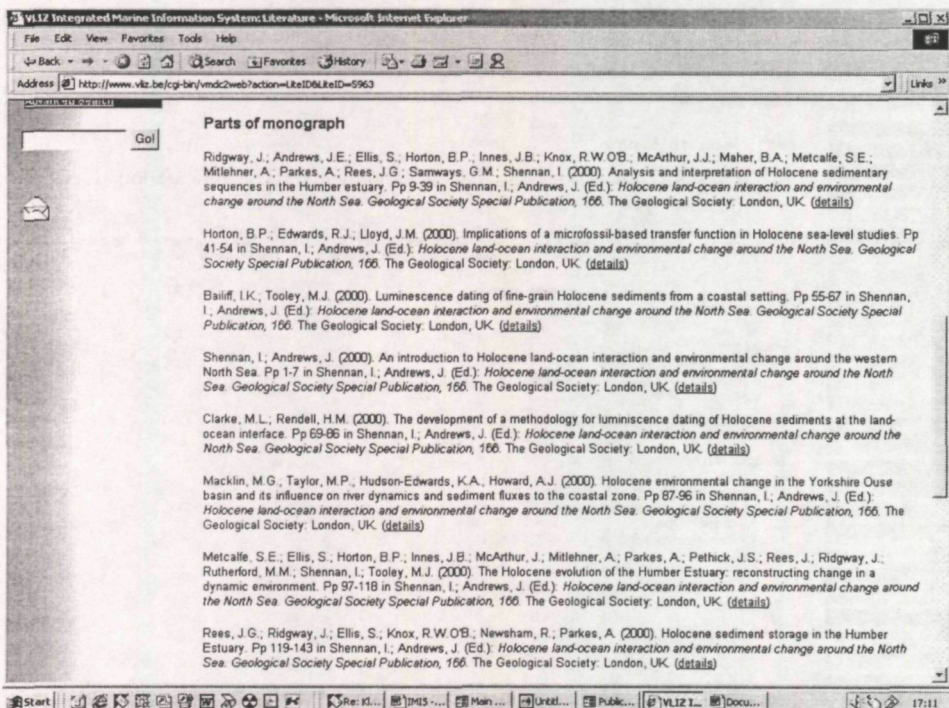 VLIZ Integrated Marine Information System: Literature - Microsoft Internet Explorer
File Edit View Favorites Tools Help
Back Search Favorites History
Address http://www.vliz.be/cgi-bin/vmdc2web?action=LiteID&LiteID=5963 Links »
Advanced Search
Go!
Parts of monograph
Ridgway, J.; Andrews, J.E.; Ellis, S.; Horton, B.P.; Innes, J.B.; Knox, R.W.O'B.; McArthur, J.J.; Maher, B.A.; Metcalfe, S.E.;
Mitlehner, A.; Parkes, A.; Rees, J.G.; Samways, G.M.; Shennan, I. (2000). Analysis and interpretation of Holocene sedimentary
sequences in the Humber estuary. Pp 9-39 in Shennan, I.; Andrews, J. (Ed.): Holocene land-ocean interaction and environmental
change around the North Sea. Geological Society Special Publication, 166. The Geological Society: London, UK. (details)
Horton, B.P.; Edwards, R.J.; Lloyd, J.M. (2000). Implications of a microfossil-based transfer function in Holocene sea-level studies. Pp
41-54 in Shennan, I.; Andrews, J. (Ed.): Holocene land-ocean interaction and environmental change around the North Sea. Geological
Society Special Publication, 166. The Geological Society: London, UK. (details)
Bailiff, I.K.; Tooley, M.J. (2000). Luminescence dating of fine-grain Holocene sediments from a coastal setting. Pp 55-67 in Shennan,
I.; Andrews, J. (Ed.): Holocene land-ocean interaction and environmental change around the North Sea. Geological Society Special
Publication, 166. The Geological Society: London, UK. (details)
Shennan, I.; Andrews, J. (2000). An introduction to Holocene land-ocean interaction and environmental change around the western
North Sea. Pp 1-7 in Shennan, I.; Andrews, J. (Ed.): Holocene land-ocean interaction and environmental change around the North
Sea. Geological Society Special Publication, 166. The Geological Society: London, UK. (details)
Clarke, M.L.; Rendell, H.M. (2000). The development of a methodology for luminiscence dating of Holocene sediments at the land-
ocean interface. Pp 69-86 in Shennan, I.; Andrews, J. (Ed.): Holocene land-ocean interaction and environmental change around the
North Sea. Geological Society Special Publication, 166. The Geological Society: London, UK. (details)
Macklin, M.G.; Taylor, M.P.; Hudson-Edwards, K.A.; Howard, A.J. (2000). Holocene environmental change in the Yorkshire Ouse
basin and its influence on river dynamics and sediment fluxes to the coastal zone. Pp 87-96 in Shennan, I.; Andrews, J. (Ed.):
Holocene land-ocean interaction and environmental change around the North Sea. Geological Society Special Publication, 166. The
Geological Society: London, UK. (details)
Metcalfe, S.E.; Ellis, S.; Horton, B.P.; Innes, J.B.; McArthur, J.; Mitlehner, A.; Parkes, A.; Pethick, J.S.; Rees, J.; Ridgway, J.;
Rutherford, M.M.; Shennan, I.; Tooley, M.J. (2000). The Holocene evolution of the Humber Estuary: reconstructing change in a
dynamic environment. Pp 97-118 in Shennan, I.; Andrews, J. (Ed.): Holocene land-ocean interaction and environmental change around
the North Sea. Geological Society Special Publication, 166. The Geological Society: London, UK. (details)
Rees, J.G.; Ridgway, J.; Ellis, S.; Knox, R.W.O'B.; Newsham, R.; Parkes, A. (2000). Holocene sediment storage in the Humber
Estuary. Pp 119-143 in Shennan, I.; Andrews, J. (Ed.): Holocene land-ocean interaction and environmental change around the North
Sea. Geological Society Special Publication, 166. The Geological Society: London, UK. (details)
Start Re: Kl... IMIS -... Main ... Untitl... Public... VLIZ I... Docu... 17:11